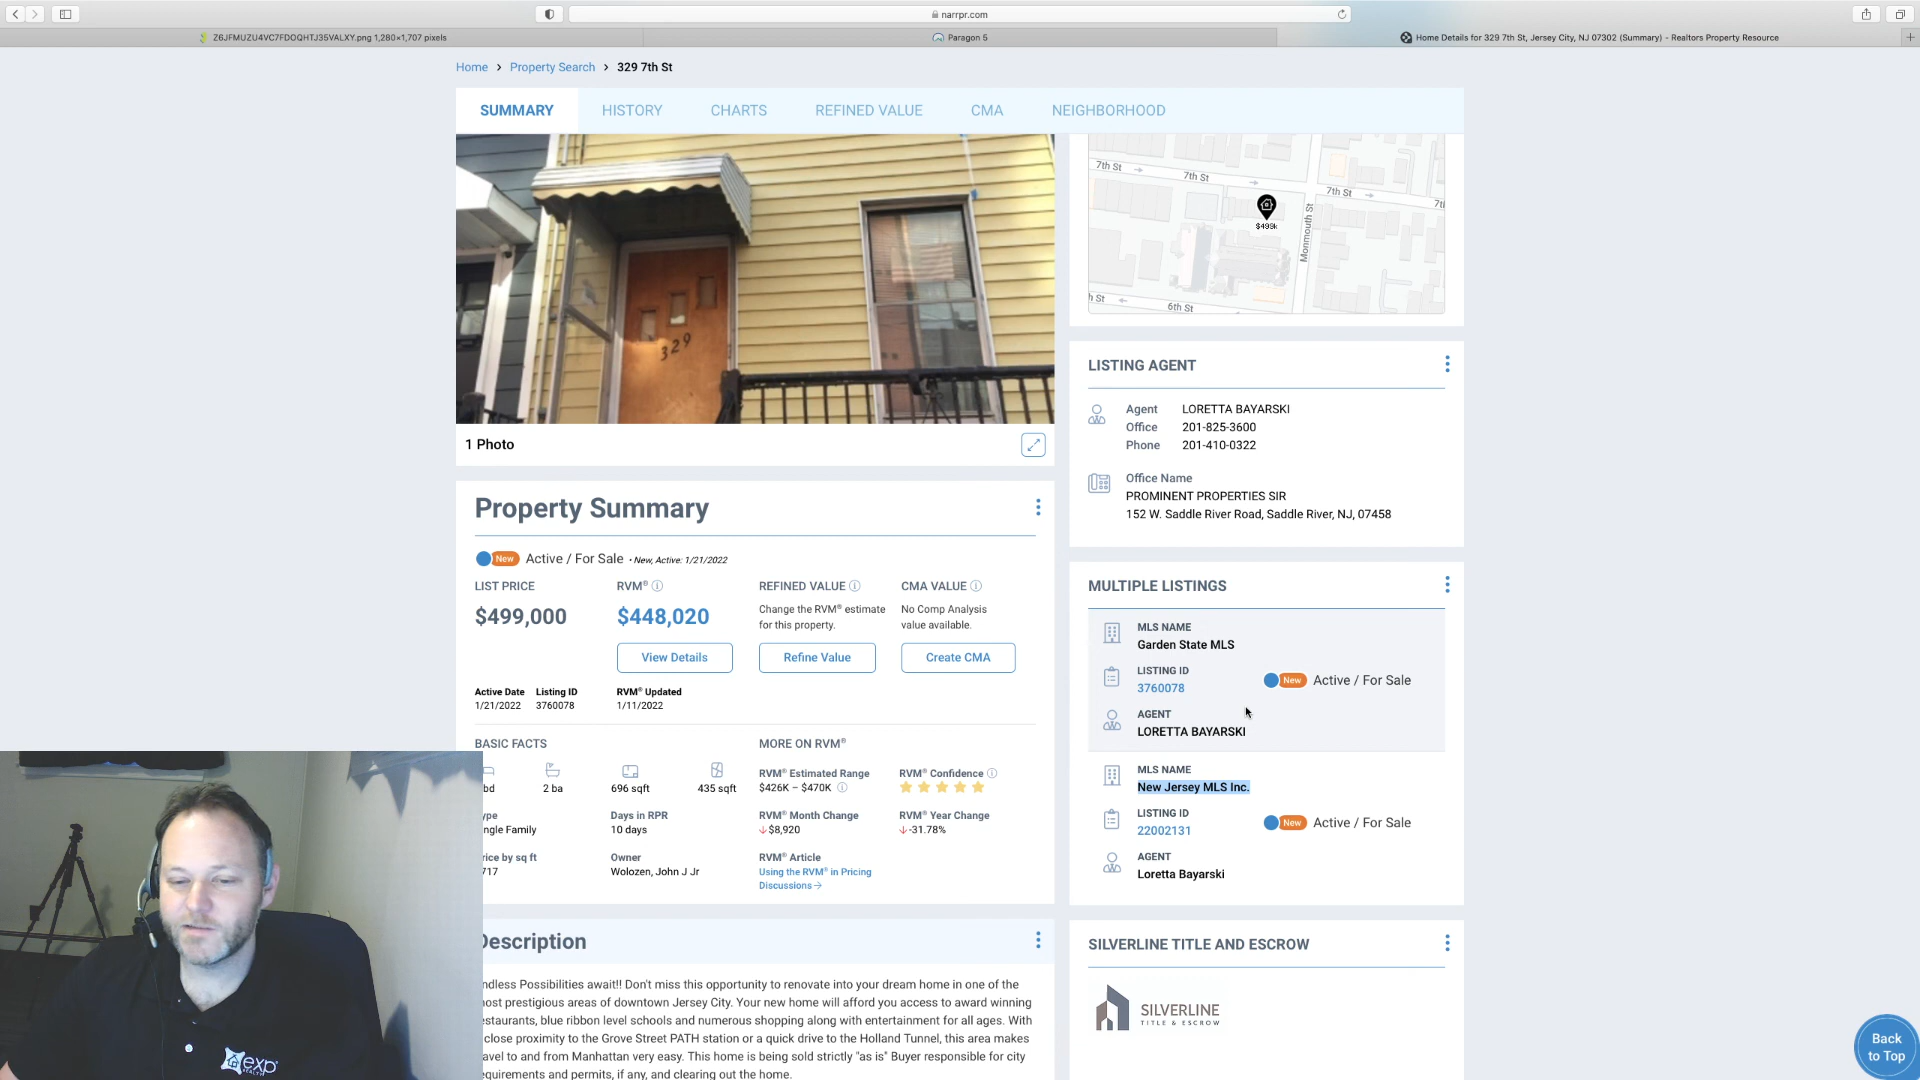 narrpr.com
Z6JFMUZU4VC7FDOQHTJ35VALXY.png 1,280×1,707 pixels
Paragon 5
Home Details for 329 7th St, Jersey City, NJ 07302 (Summary) - Realtors Property Resource
Home > Property Search > 329 7th St
SUMMARY HISTORY CHARTS REFINED VALUE CMA NEIGHBORHOOD
329
1 Photo
7th St
7th St
7th St
7t
Monmouth St
$499k
h St
6th St
LISTING AGENT
Agent LORETTA BAYARSKI
Office 201-825-3600
Phone 201-410-0322
Office Name
PROMINENT PROPERTIES SIR
152 W. Saddle River Road, Saddle River, NJ, 07458
Property Summary
New Active / For Sale • New, Active: 1/21/2022
LIST PRICE RVM® REFINED VALUE CMA VALUE
$499,000 $448,020
Change the RVM® estimate
for this property.
No Comp Analysis
value available.
View Details Refine Value Create CMA
Active Date Listing ID RVM® Updated
1/21/2022 3760078 1/11/2022
BASIC FACTS
bd 2 ba 696 sqft 435 sqft
ype Days in RPR
ngle Family 10 days
rice by sq ft Owner
717 Wolozen, John J Jr
MORE ON RVM®
RVM® Estimated Range RVM® Confidence
$426K – $470K
RVM® Month Change RVM® Year Change
↓$8,920 ↓-31.78%
RVM® Article
Using the RVM® in Pricing
Discussions →
MULTIPLE LISTINGS
MLS NAME
Garden State MLS
LISTING ID
3760078
New Active / For Sale
AGENT
LORETTA BAYARSKI
MLS NAME
New Jersey MLS Inc.
LISTING ID
22002131
New Active / For Sale
AGENT
Loretta Bayarski
Description
ndless Possibilities await!! Don't miss this opportunity to renovate into your dream home in one of the
ost prestigious areas of downtown Jersey City. Your new home will afford you access to award winning
estaurants, blue ribbon level schools and numerous shopping along with entertainment for all ages. With
close proximity to the Grove Street PATH station or a quick drive to the Holland Tunnel, this area makes
avel to and from Manhattan very easy. This home is being sold strictly "as is" Buyer responsible for city
equirements and permits, if any, and clearing out the home.
SILVERLINE TITLE AND ESCROW
SILVERLINE
TITLE & ESCROW
Back
to Top
exp
REALTY